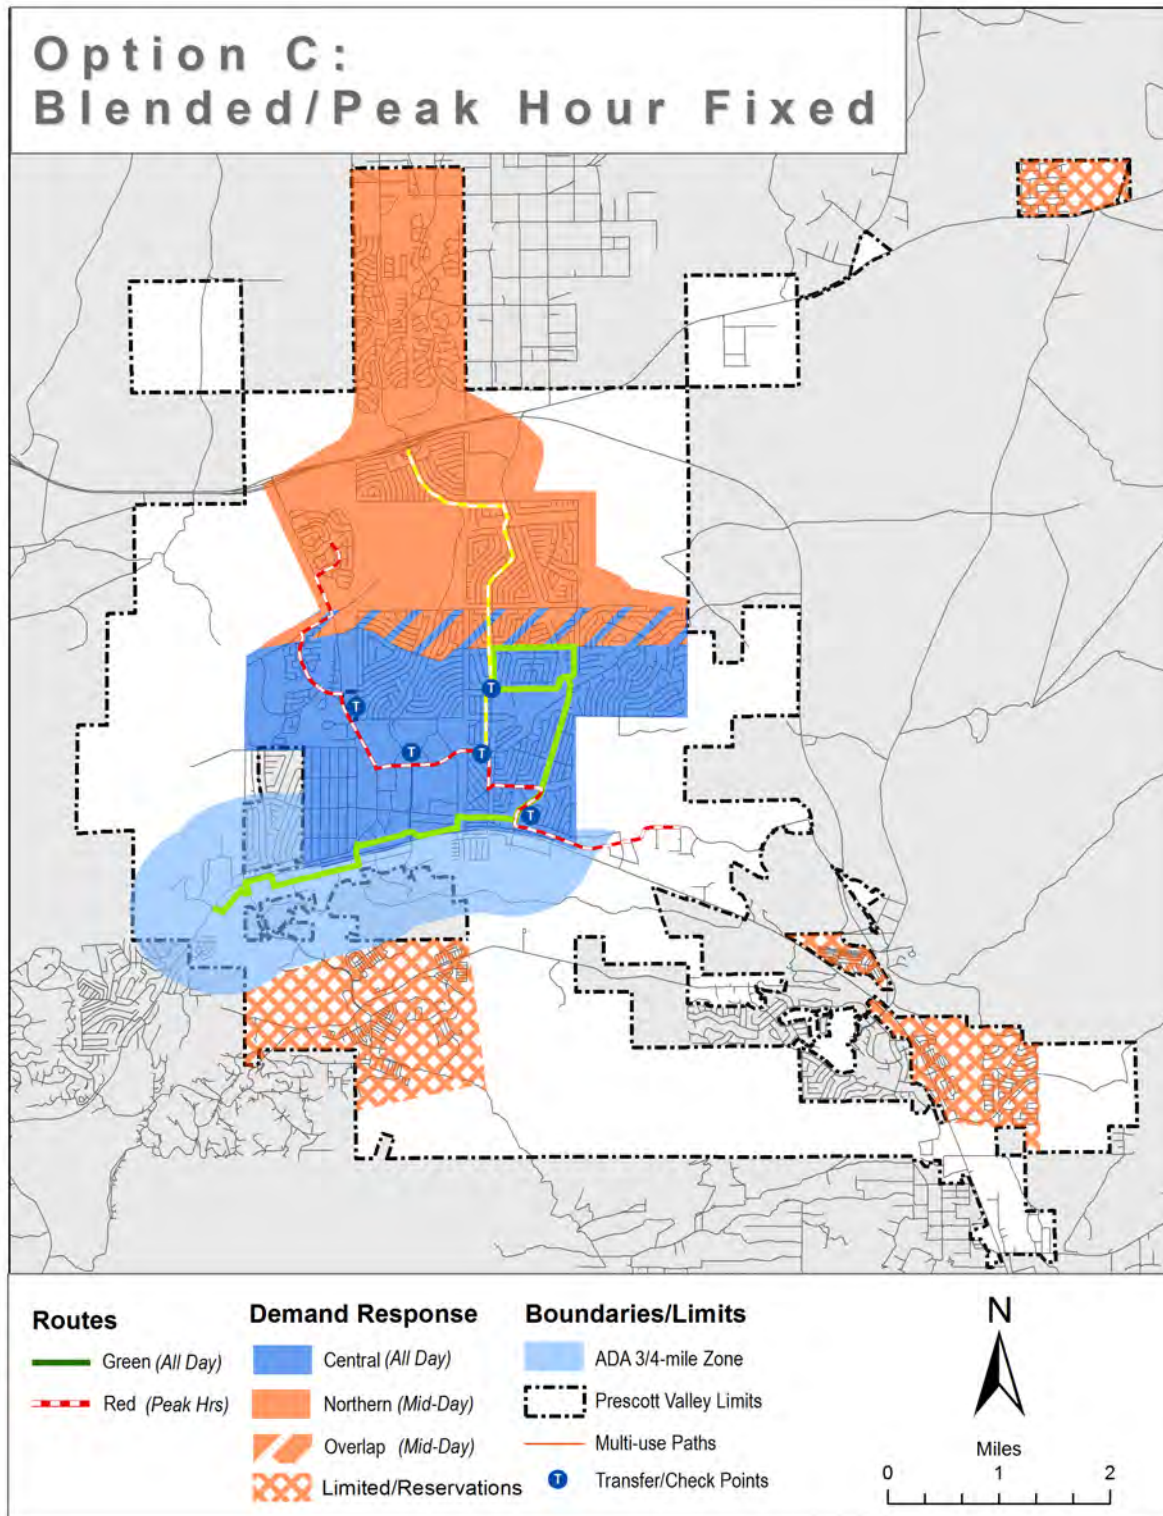 Option C:
Blended/Peak Hour Fixed
T
T
T
T
T
Routes
Green (All Day)
Red (Peak Hrs)
Demand Response
Central (All Day)
Northern (Mid-Day)
Overlap (Mid-Day)
Limited/Reservations
Boundaries/Limits
ADA 3/4-mile Zone
Prescott Valley Limits
Multi-use Paths
T Transfer/Check Points
N
Miles
0 1 2